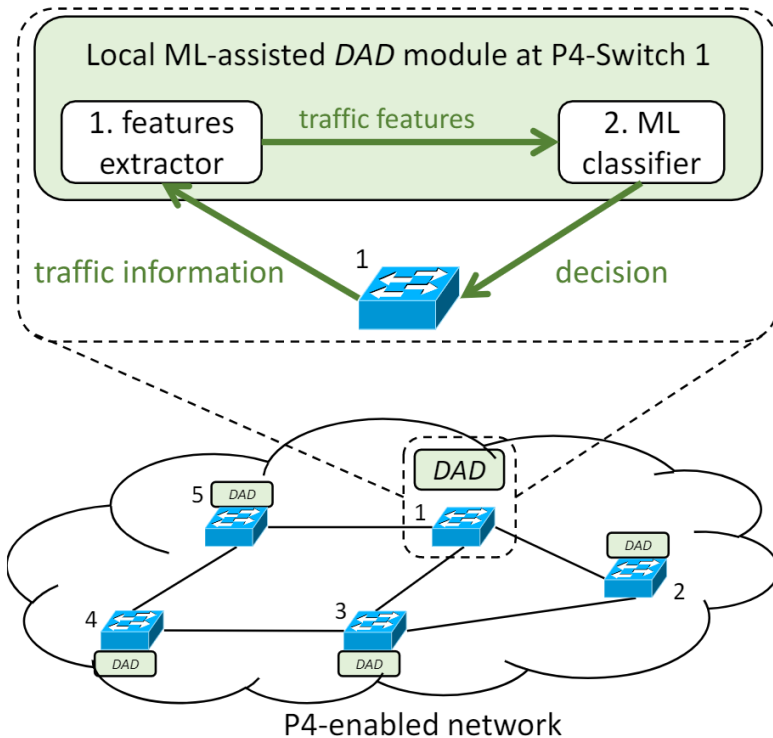 Local ML-assisted DAD module at P4-Switch 1
1. features
extractor
traffic features
2. ML
classifier
traffic information
1
decision
DAD
5
DAD
1
DAD
2
4
3
DAD
DAD
P4-enabled network